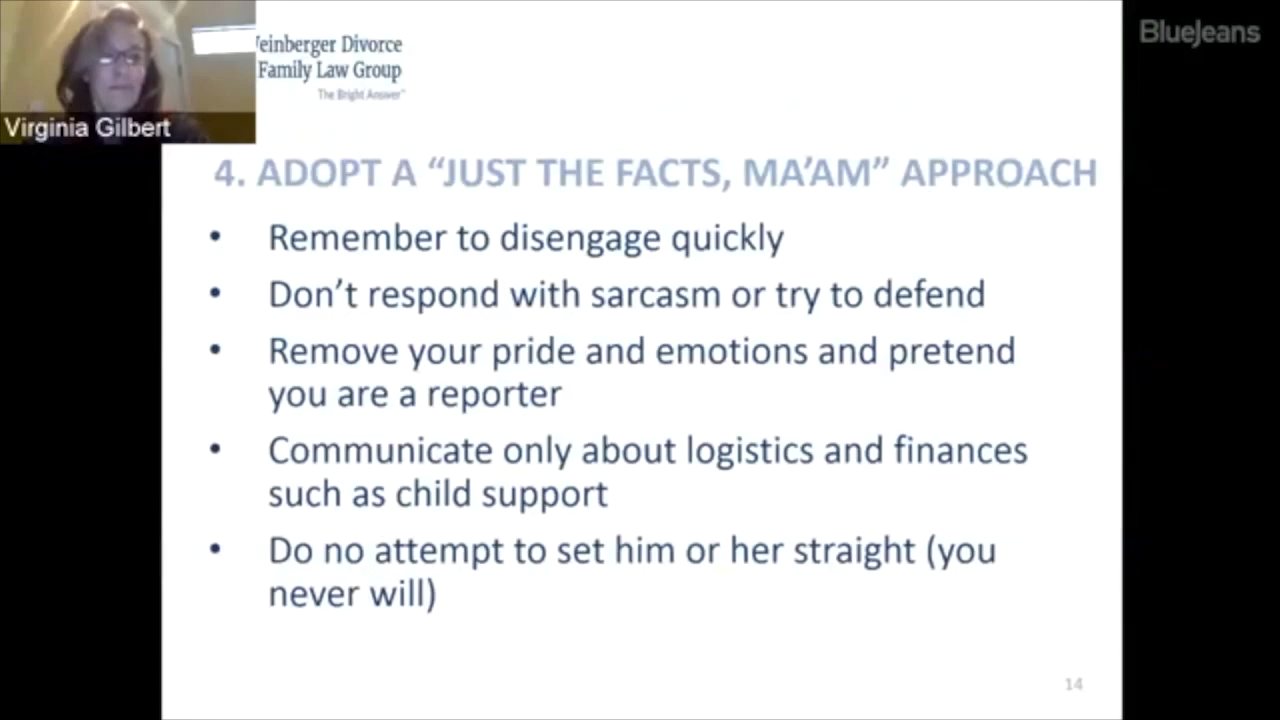 Virginia Gilbert
einberger Divorce
Family Law Group
The Bright Answer
BlueJeans
4. ADOPT A “JUST THE FACTS, MA’AM” APPROACH
• Remember to disengage quickly
• Don’t respond with sarcasm or try to defend
• Remove your pride and emotions and pretend
you are a reporter
• Communicate only about logistics and finances
such as child support
• Do no attempt to set him or her straight (you
never will)
14